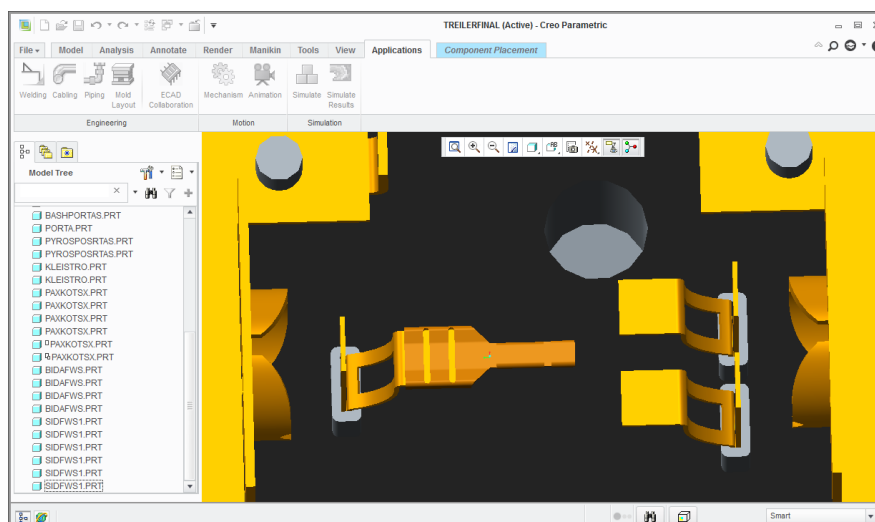 TREILERFINAL (Active) - Creo Parametric
File Model Analysis Annotate Render Manikin Tools View Applications Component Placement
Welding Cabling Piping Mold Layout ECAD Collaboration Mechanism Animation Simulate Simulate Results
Engineering Motion Simulation
Model Tree
BASHPORTAS.PRT
PORTA.PRT
PYROSPOSRTAS.PRT
PYROSPOSRTAS.PRT
KLEISTRO.PRT
KLEISTRO.PRT
PAXKOTSX.PRT
PAXKOTSX.PRT
PAXKOTSX.PRT
PAXKOTSX.PRT
PAXKOTSX.PRT
PAXKOTSX.PRT
BIDAFWS.PRT
BIDAFWS.PRT
BIDAFWS.PRT
BIDAFWS.PRT
SIDFWS1.PRT
SIDFWS1.PRT
SIDFWS1.PRT
SIDFWS1.PRT
SIDFWS1.PRT
SIDFWS1.PRT
Smart